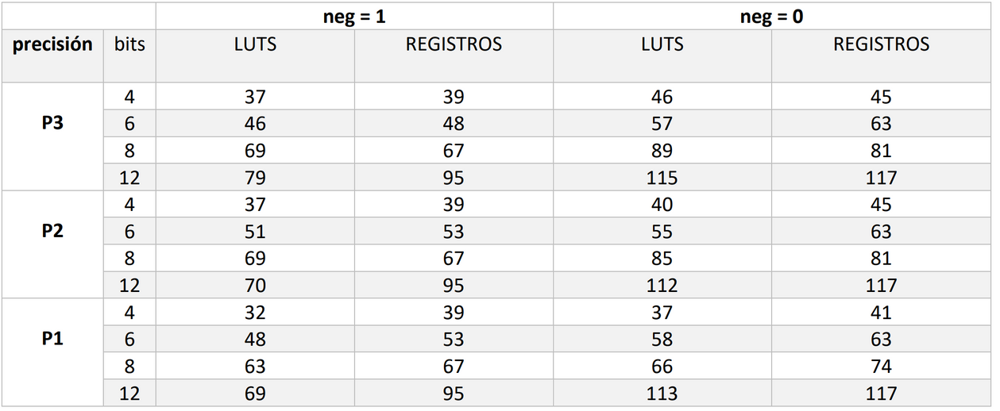 neg = 1 neg = 0
precisión bits LUTS REGISTROS LUTS REGISTROS
P3 4 37 39 46 45
6 46 48 57 63
8 69 67 89 81
12 79 95 115 117
P2 4 37 39 40 45
6 51 53 55 63
8 69 67 85 81
12 70 95 112 117
P1 4 32 39 37 41
6 48 53 58 63
8 63 67 66 74
12 69 95 113 117